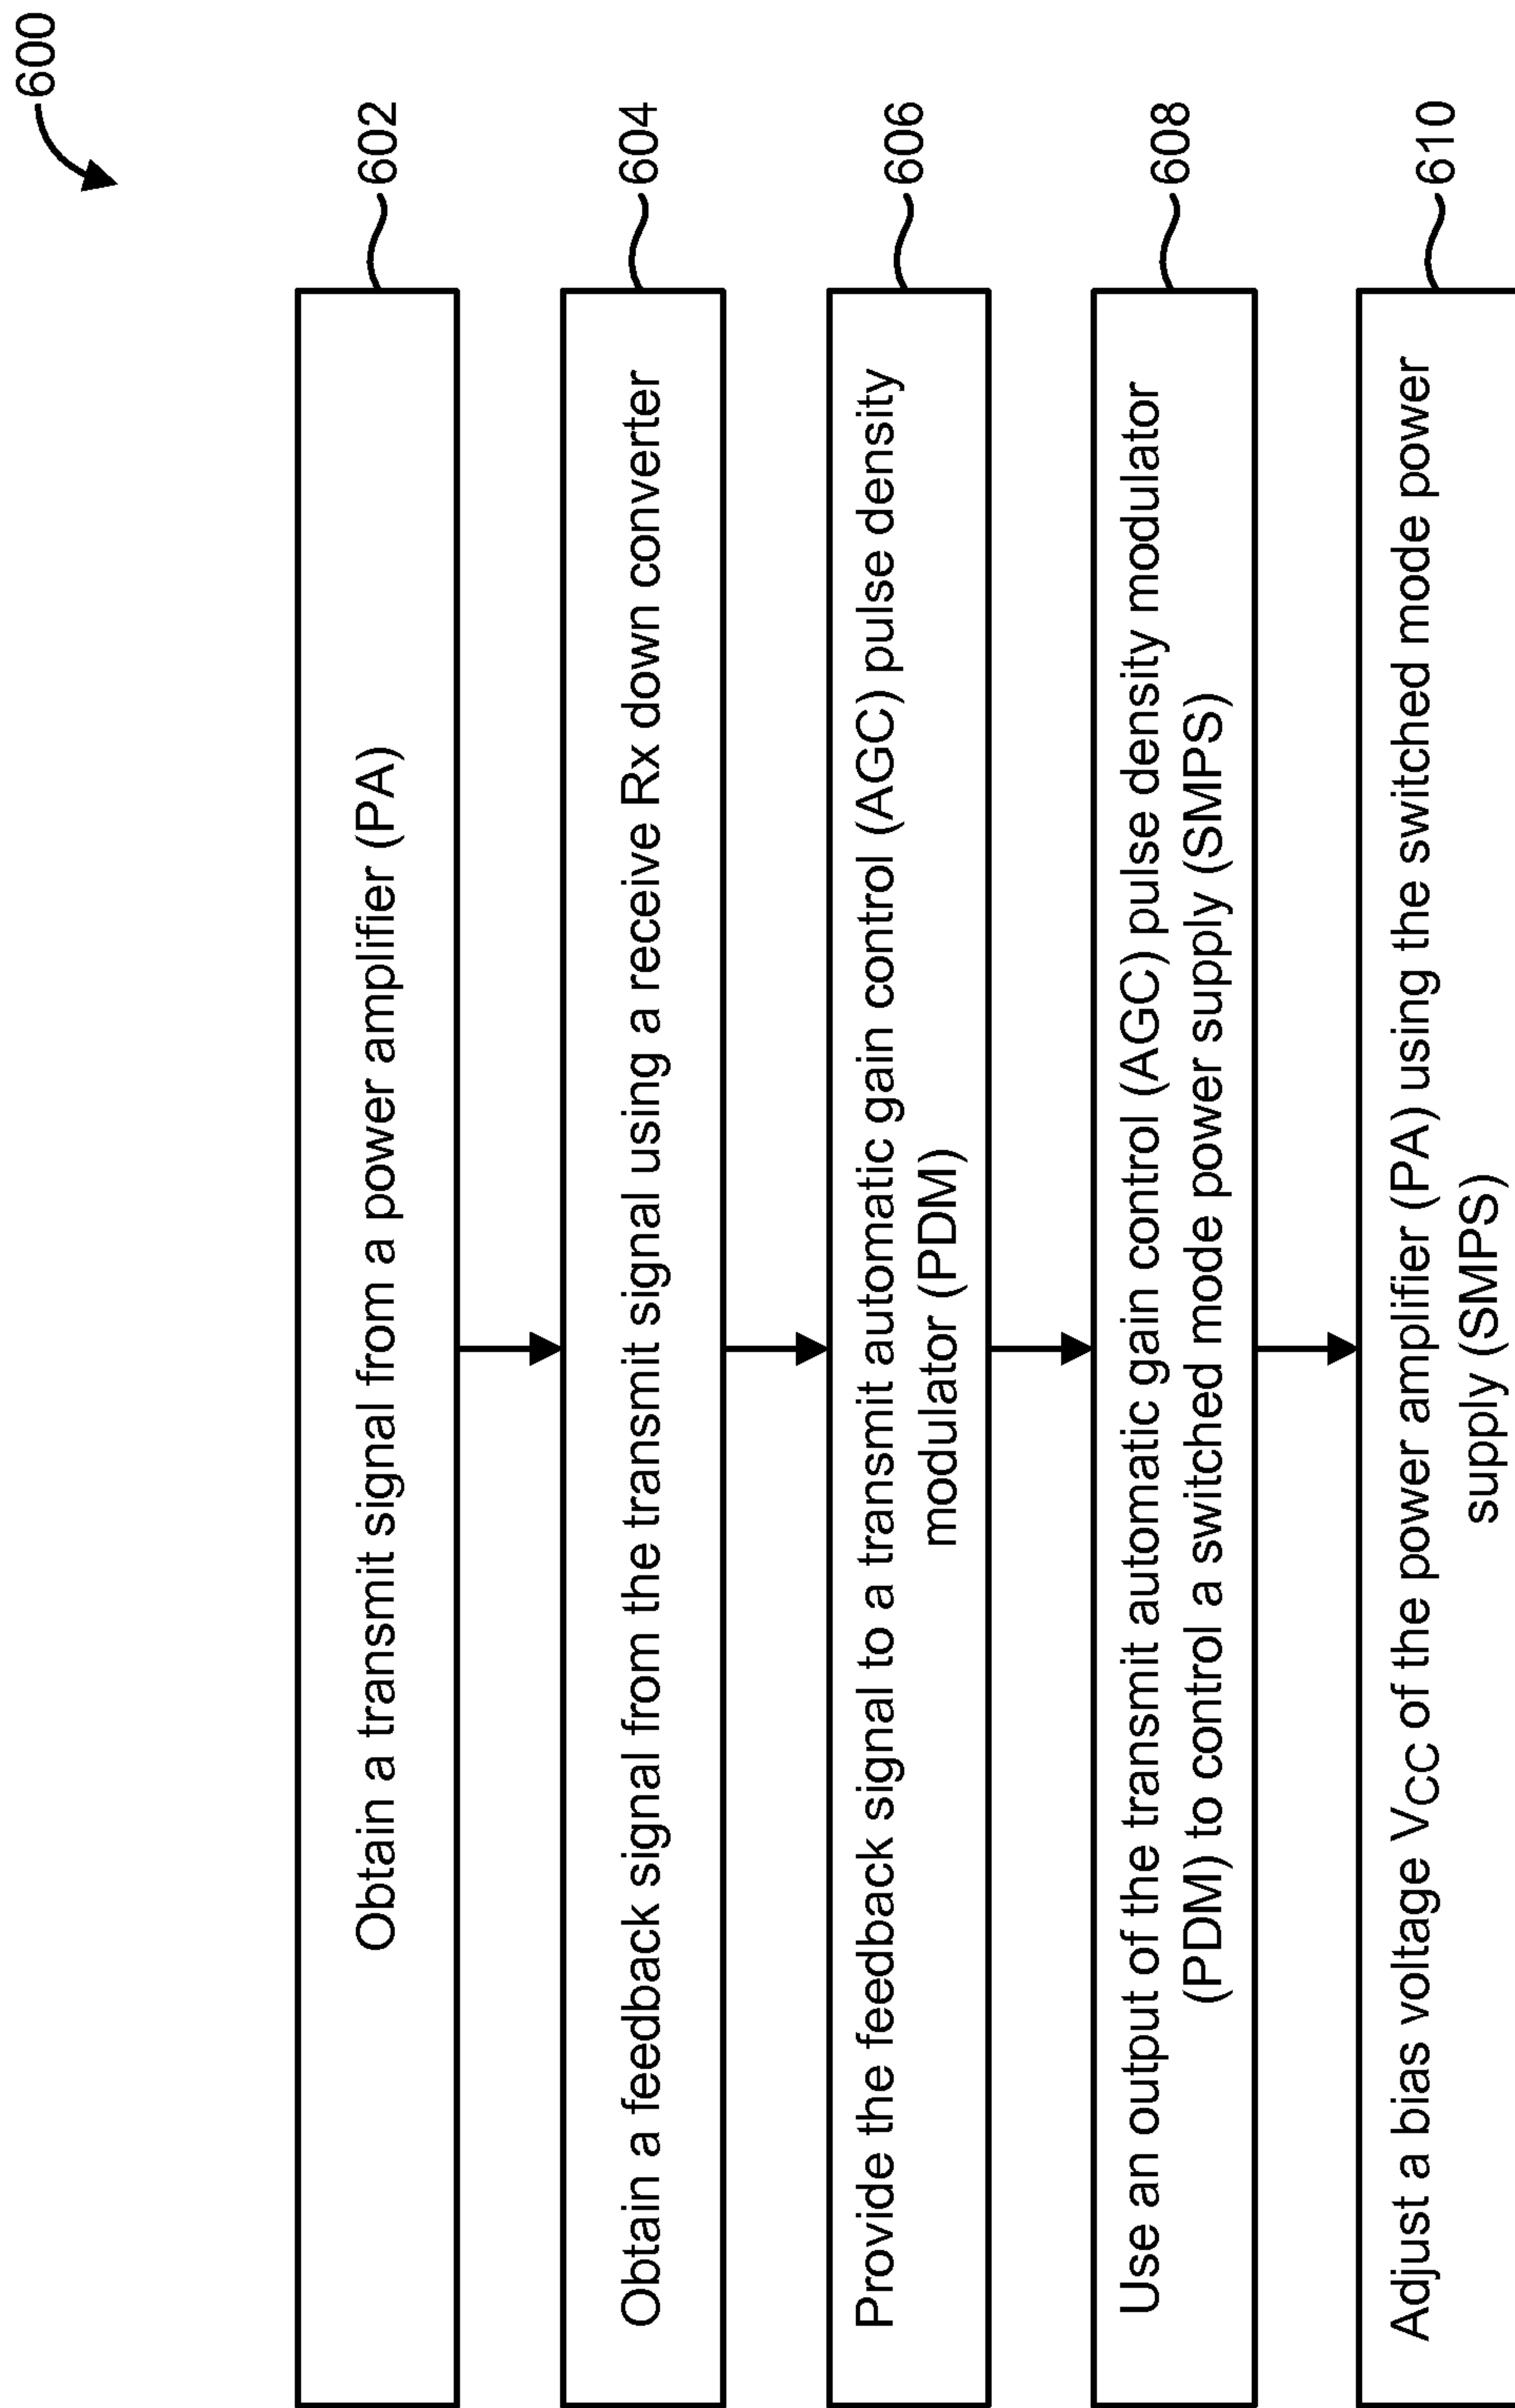 600
Obtain a transmit signal from a power amplifier (PA)
602
Obtain a feedback signal from the transmit signal using a receive Rx down converter
604
Provide the feedback signal to a transmit automatic gain control (AGC) pulse density
modulator (PDM)
606
Use an output of the transmit automatic gain control (AGC) pulse density modulator
(PDM) to control a switched mode power supply (SMPS)
608
Adjust a bias voltage VCC of the power amplifier (PA) using the switched mode power
supply (SMPS)
610